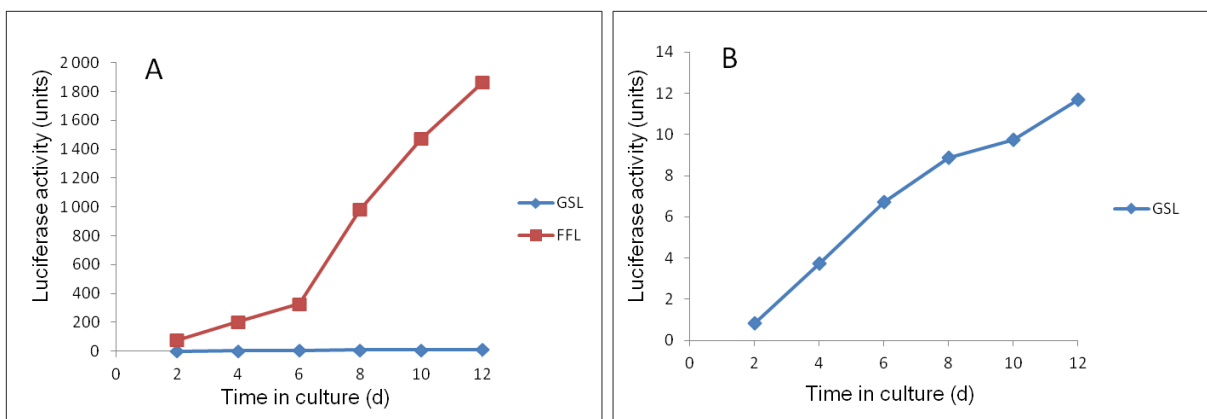 A
Luciferase activity (units)
2 000
1 800
1 600
1 400
1 200
1 000
800
600
400
200
0
0 2 4 6 8 10 12
Time in culture (d)
GSL
FFL
B
Luciferase activity (units)
14
12
10
8
6
4
2
0
0 2 4 6 8 10 12
Time in culture (d)
GSL